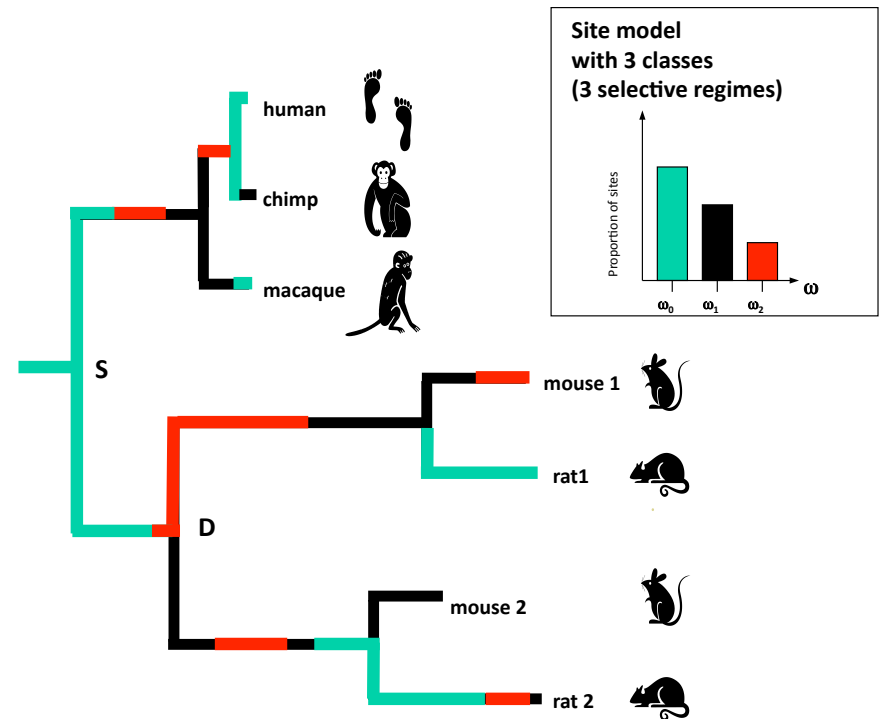 Site model
with 3 classes
(3 selective regimes)
Proportion of sites
ω0
ω1
ω2
ω
human
chimp
macaque
S
mouse 1
rat1
D
mouse 2
rat 2